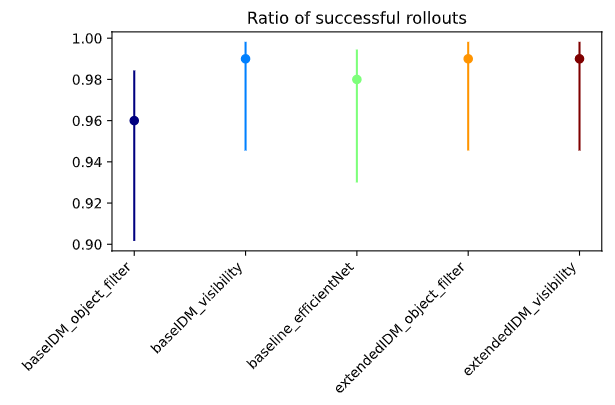 Ratio of successful rollouts
1.00
0.98
0.96
0.94
0.92
0.90
baseIDM_object_filter
baseIDM_visibility
baseline_efficientNet
extendedIDM_object_filter
extendedIDM_visibility